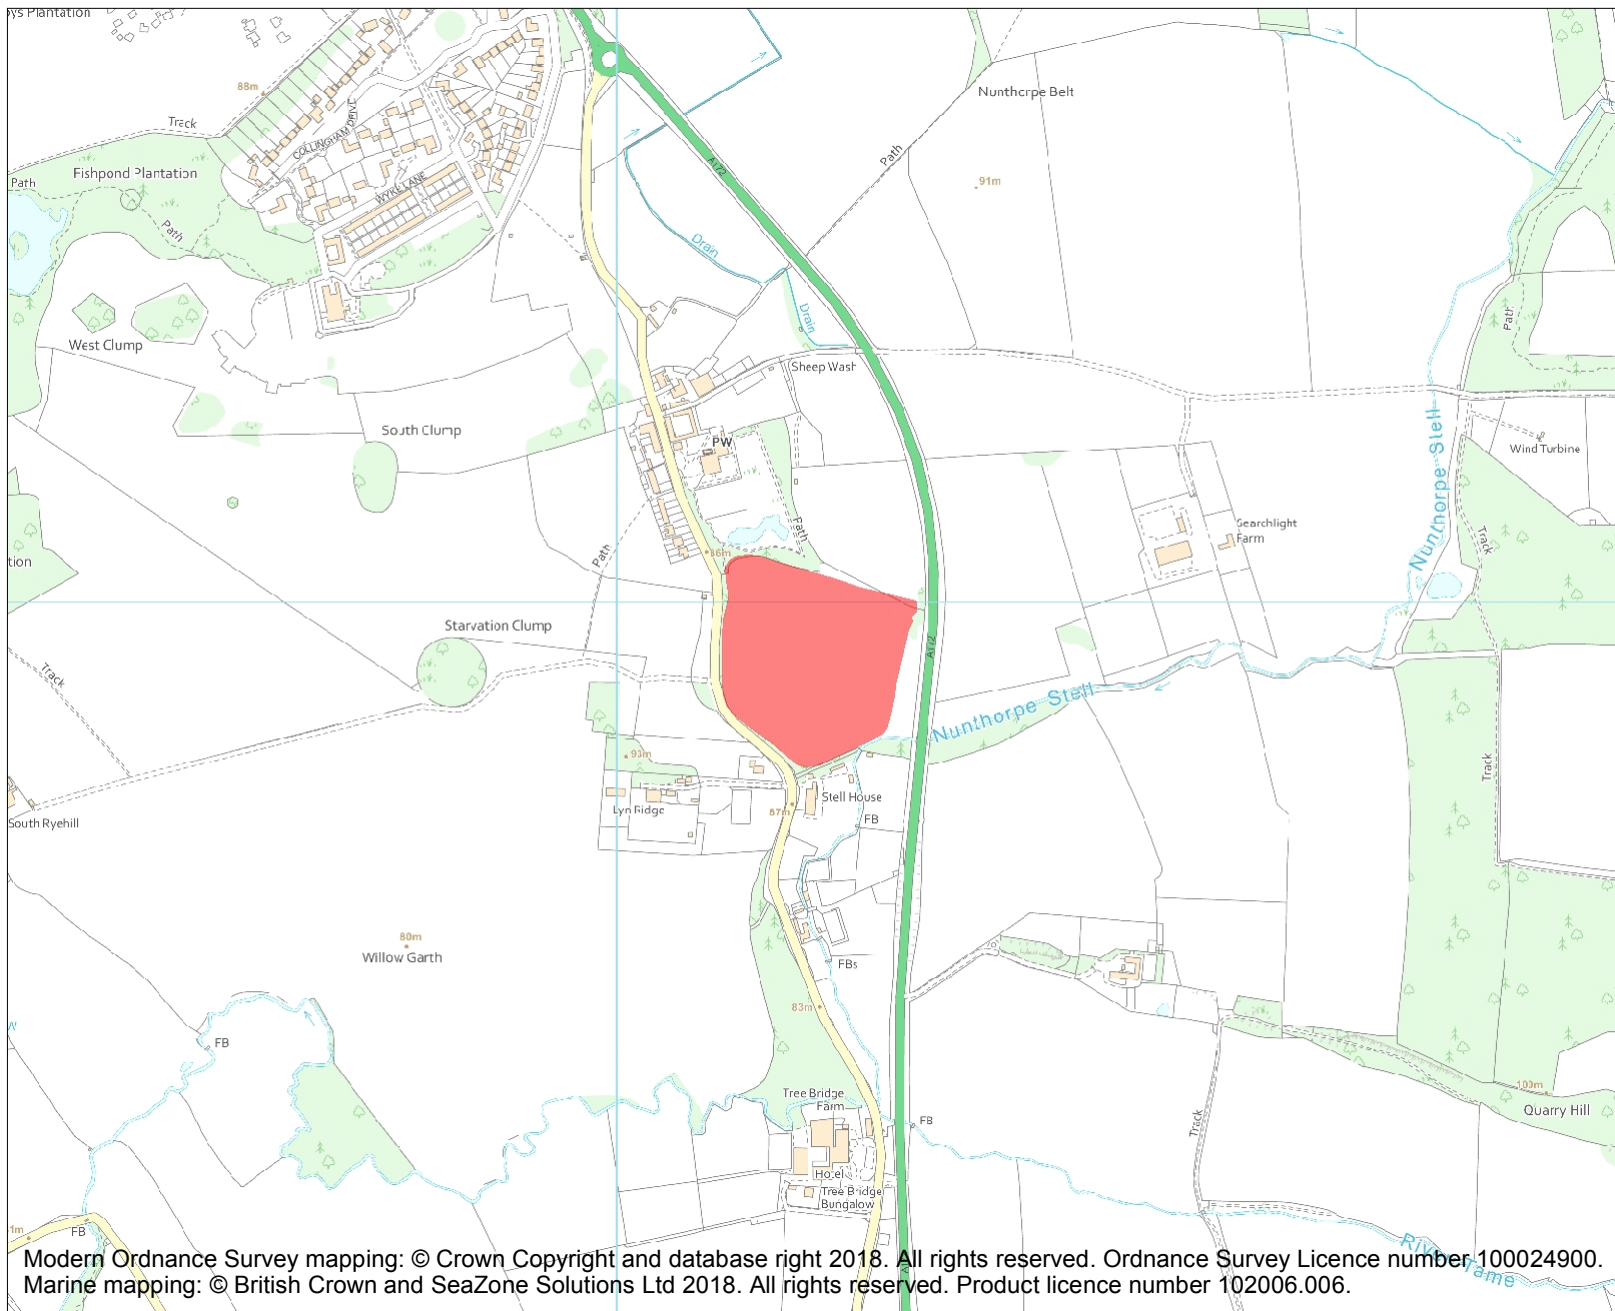 ys Plantation
88m
Track
COLLINGHAM DRIVE
Fishpond Plantation
Path
WYKE LANE
Path
A172
Nunthorpe Belt
Path
91m
Drain
Drain
Path
West Clump
Sheep Wash
South Clump
PW
Nunthorpe Stell
Wind Turbine
Searchlight
Farm
Track
Path
Path
86m
tion
Starvation Clump
Track
A172
Nunthorpe Stell
93m
Track
Lyn Ridge
Stell House
87m
FB
South Ryehill
80m
Willow Garth
FBs
83m
FB
Tree Bridge
Farm
FB
Track
100m
Quarry Hill
Hotel
Tree Bridge
Bungalow
1m
FB
River Tame
Modern Ordnance Survey mapping: © Crown Copyright and database right 2018. All rights reserved. Ordnance Survey Licence number 100024900.
Marine mapping: © British Crown and SeaZone Solutions Ltd 2018. All rights reserved. Product licence number 102006.006.